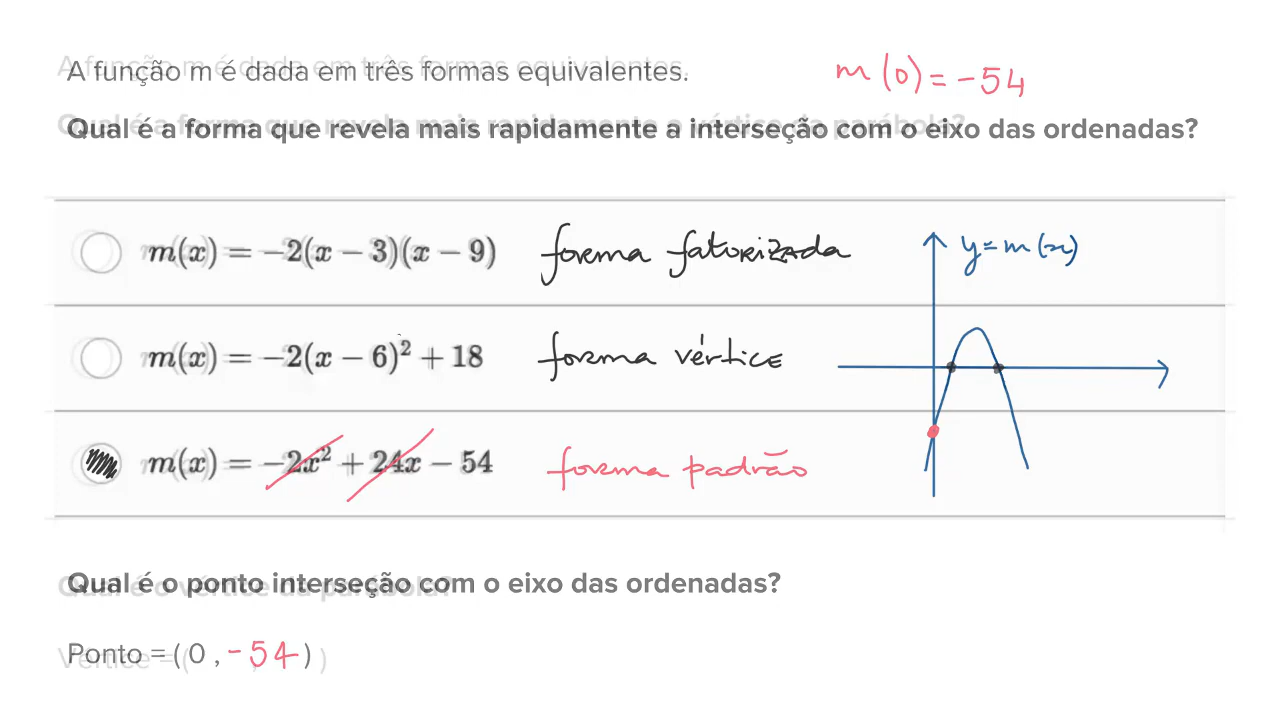 A função m é dada em três formas equivalentes.
m(0) = -54
Qual é a forma que revela mais rapidamente a interseção com o eixo das ordenadas?
m(x) = −2(x − 3)(x − 9) forma fatorizada
y=m(x)
m(x) = −2(x − 6)² + 18 forma vértice
m(x) = −2x² + 24x − 54 forma padrão
Qual é o ponto interseção com o eixo das ordenadas?
Ponto = ( 0 , -54 )